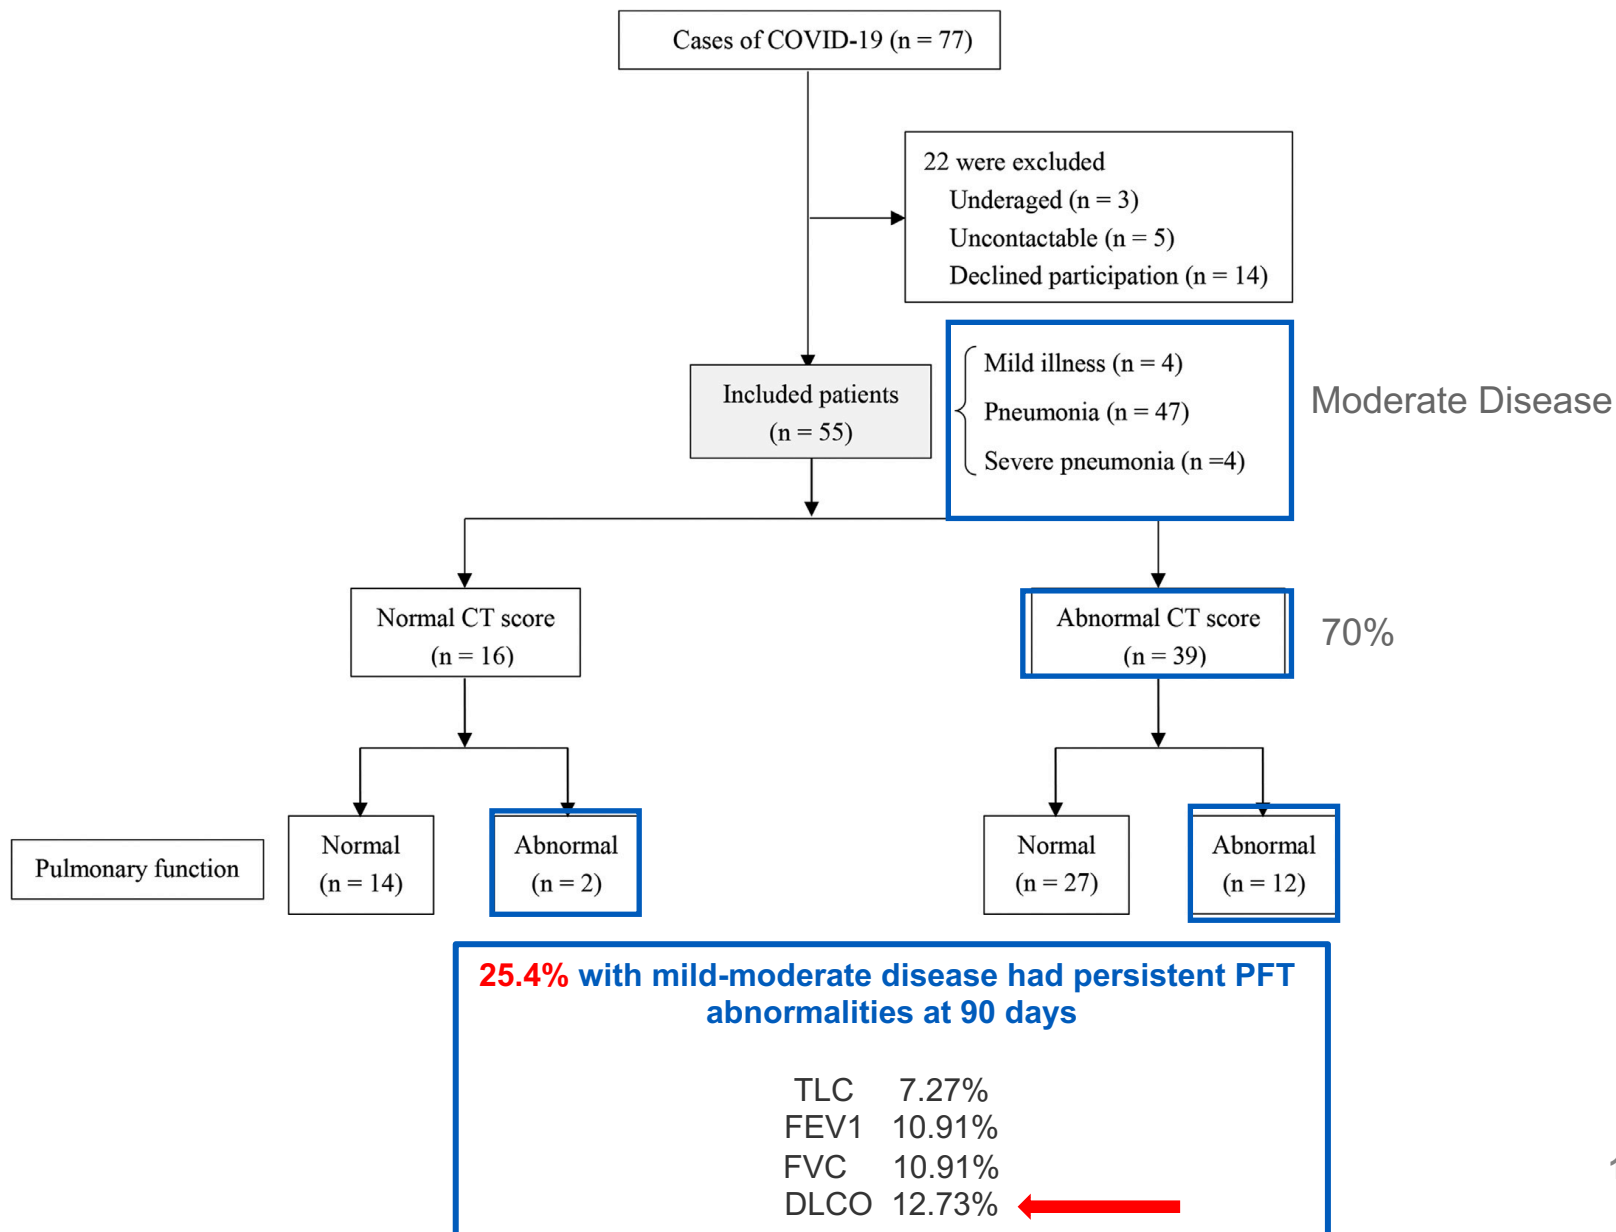 Cases of COVID-19 (n = 77)
22 were excluded
Underaged (n = 3)
Uncontactable (n = 5)
Declined participation (n = 14)
Included patients
(n = 55)
Mild illness (n = 4)
Pneumonia (n = 47)
Severe pneumonia (n =4)
Moderate Disease
Normal CT score
(n = 16)
Abnormal CT score
(n = 39)
70%
Pulmonary function
Normal
(n = 14)
Abnormal
(n = 2)
Normal
(n = 27)
Abnormal
(n = 12)
25.4% with mild-moderate disease had persistent PFT
abnormalities at 90 days
TLC 7.27%
FEV1 10.91%
FVC 10.91%
DLCO 12.73%